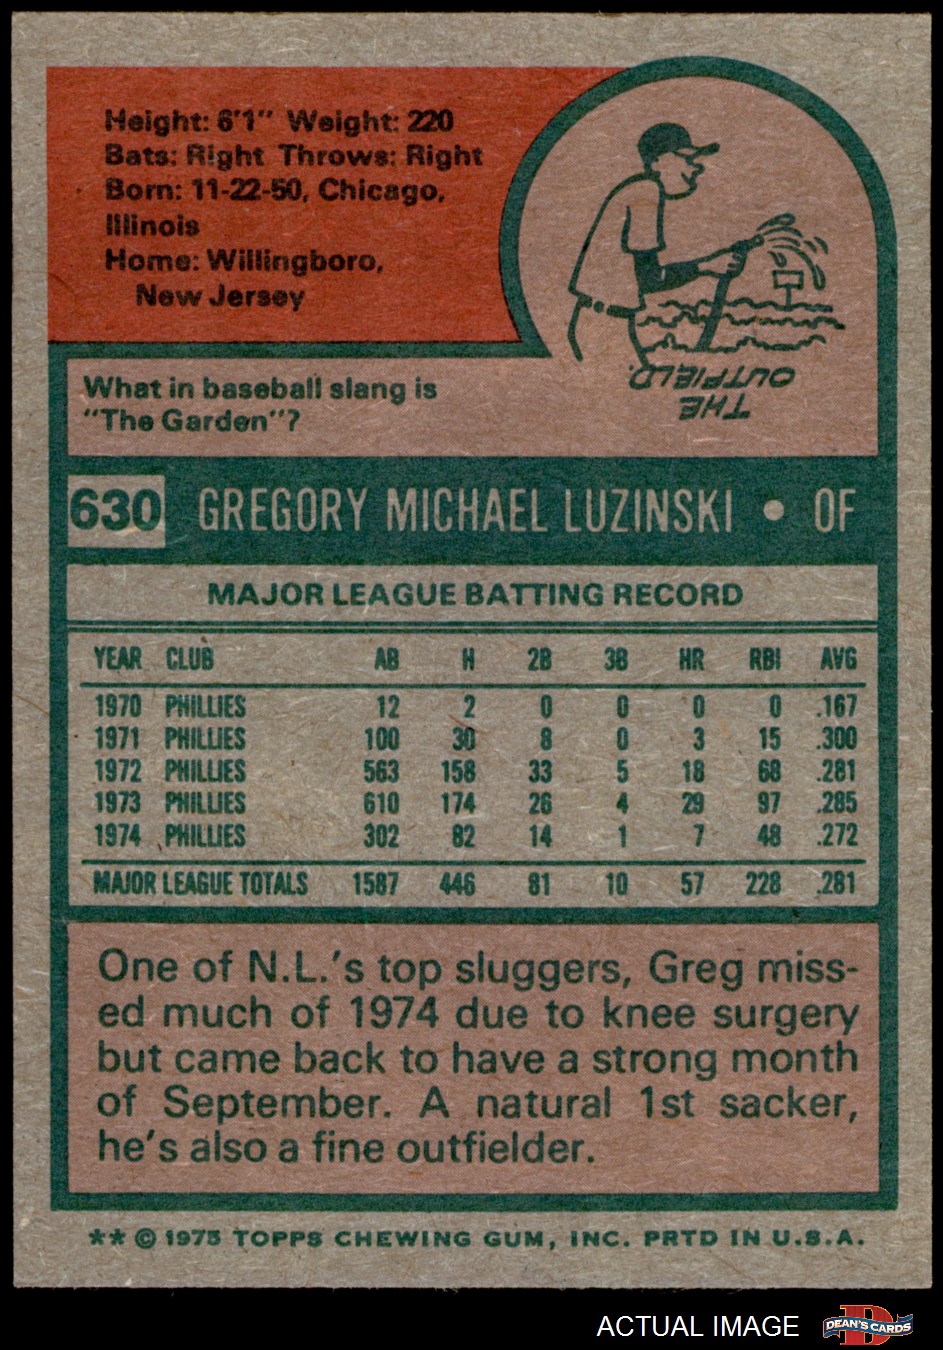 Height: 6'1" Weight: 220
Bats: Right Throws: Right
Born: 11-22-50, Chicago,
Illinois
Home: Willingboro,
New Jersey
What in baseball slang is
"The Garden"?
THE
OUTFIELD.
630 GREGORY MICHAEL LUZINSKI • OF
MAJOR LEAGUE BATTING RECORD
YEAR CLUB AB H 2B 3B HR RBI AVG
1970 PHILLIES 12 2 0 0 0 0 .167
1971 PHILLIES 100 30 8 0 3 15 .300
1972 PHILLIES 563 158 33 5 18 68 .281
1973 PHILLIES 610 174 26 4 29 97 .285
1974 PHILLIES 302 82 14 1 7 48 .272
MAJOR LEAGUE TOTALS 1587 446 81 10 57 228 .281
One of N.L.'s top sluggers, Greg miss-
ed much of 1974 due to knee surgery
but came back to have a strong month
of September. A natural 1st sacker,
he's also a fine outfielder.
** © 1975 TOPPS CHEWING GUM, INC. PRTD IN U.S.A.
ACTUAL IMAGE
D
DEAN'S CARDS